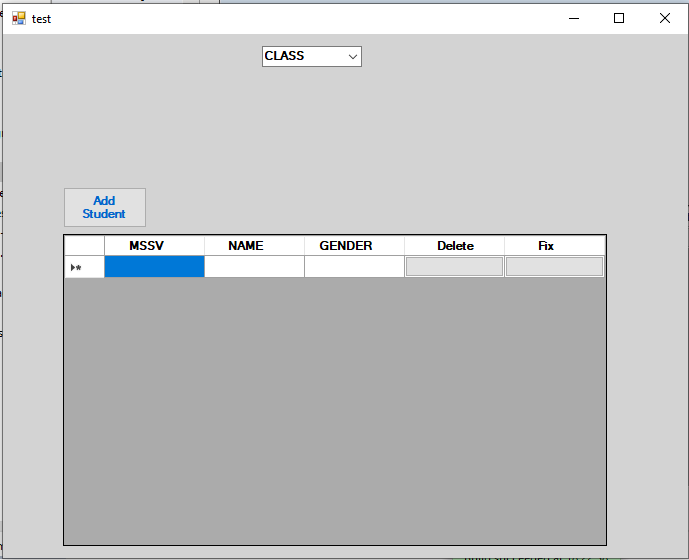 test
CLASS
Add
Student
MSSV NAME GENDER Delete Fix